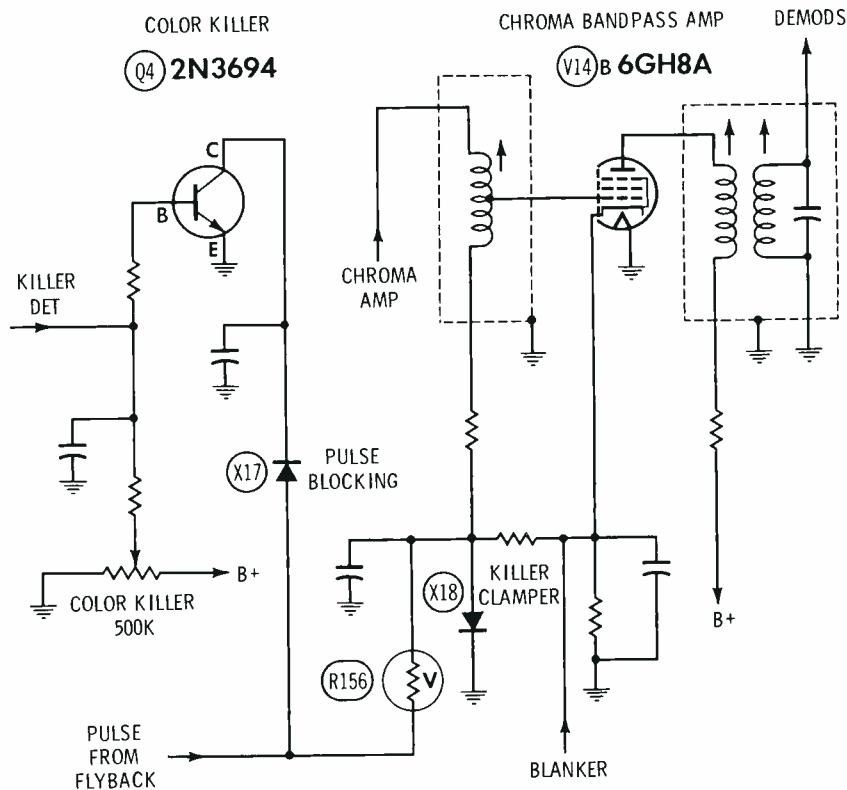 COLOR KILLER
Q4 2N3694
CHROMA BANDPASS AMP
V14 B 6GH8A
DEMODS
C
B
E
KILLER
DET
CHROMA
AMP
X17
PULSE
BLOCKING
B+
COLOR KILLER
500K
KILLER
CLAMPER
X18
B+
R156
V
PULSE
FROM
FLYBACK
BLANKER